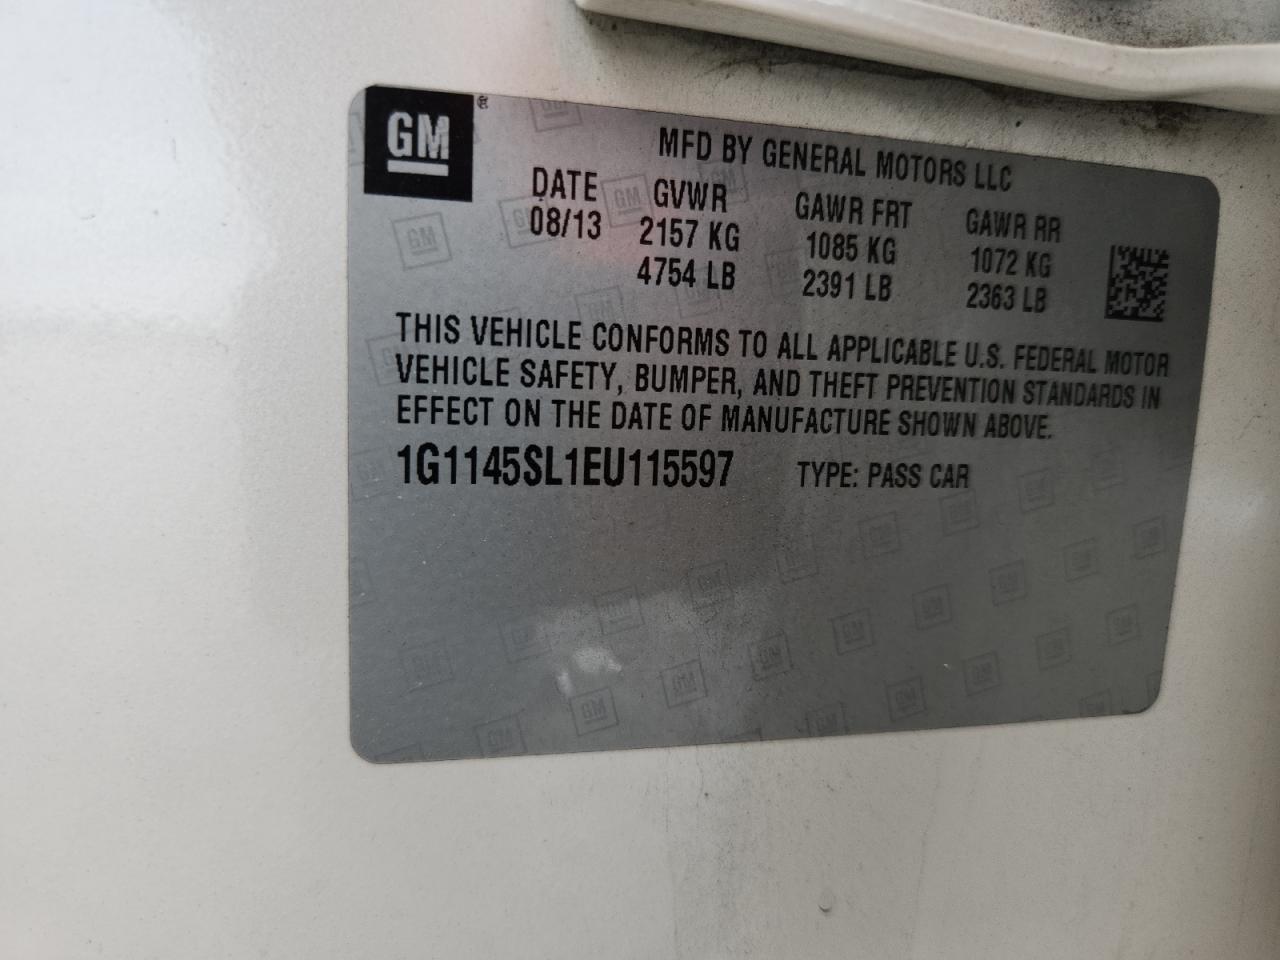 GM ®
MFD BY GENERAL MOTORS LLC
DATE GVWR GAWR FRT GAWR RR
08/13 2157 KG 1085 KG 1072 KG
4754 LB 2391 LB 2363 LB
THIS VEHICLE CONFORMS TO ALL APPLICABLE U.S. FEDERAL MOTOR
VEHICLE SAFETY, BUMPER, AND THEFT PREVENTION STANDARDS IN
EFFECT ON THE DATE OF MANUFACTURE SHOWN ABOVE.
1G1145SL1EU115597 TYPE: PASS CAR